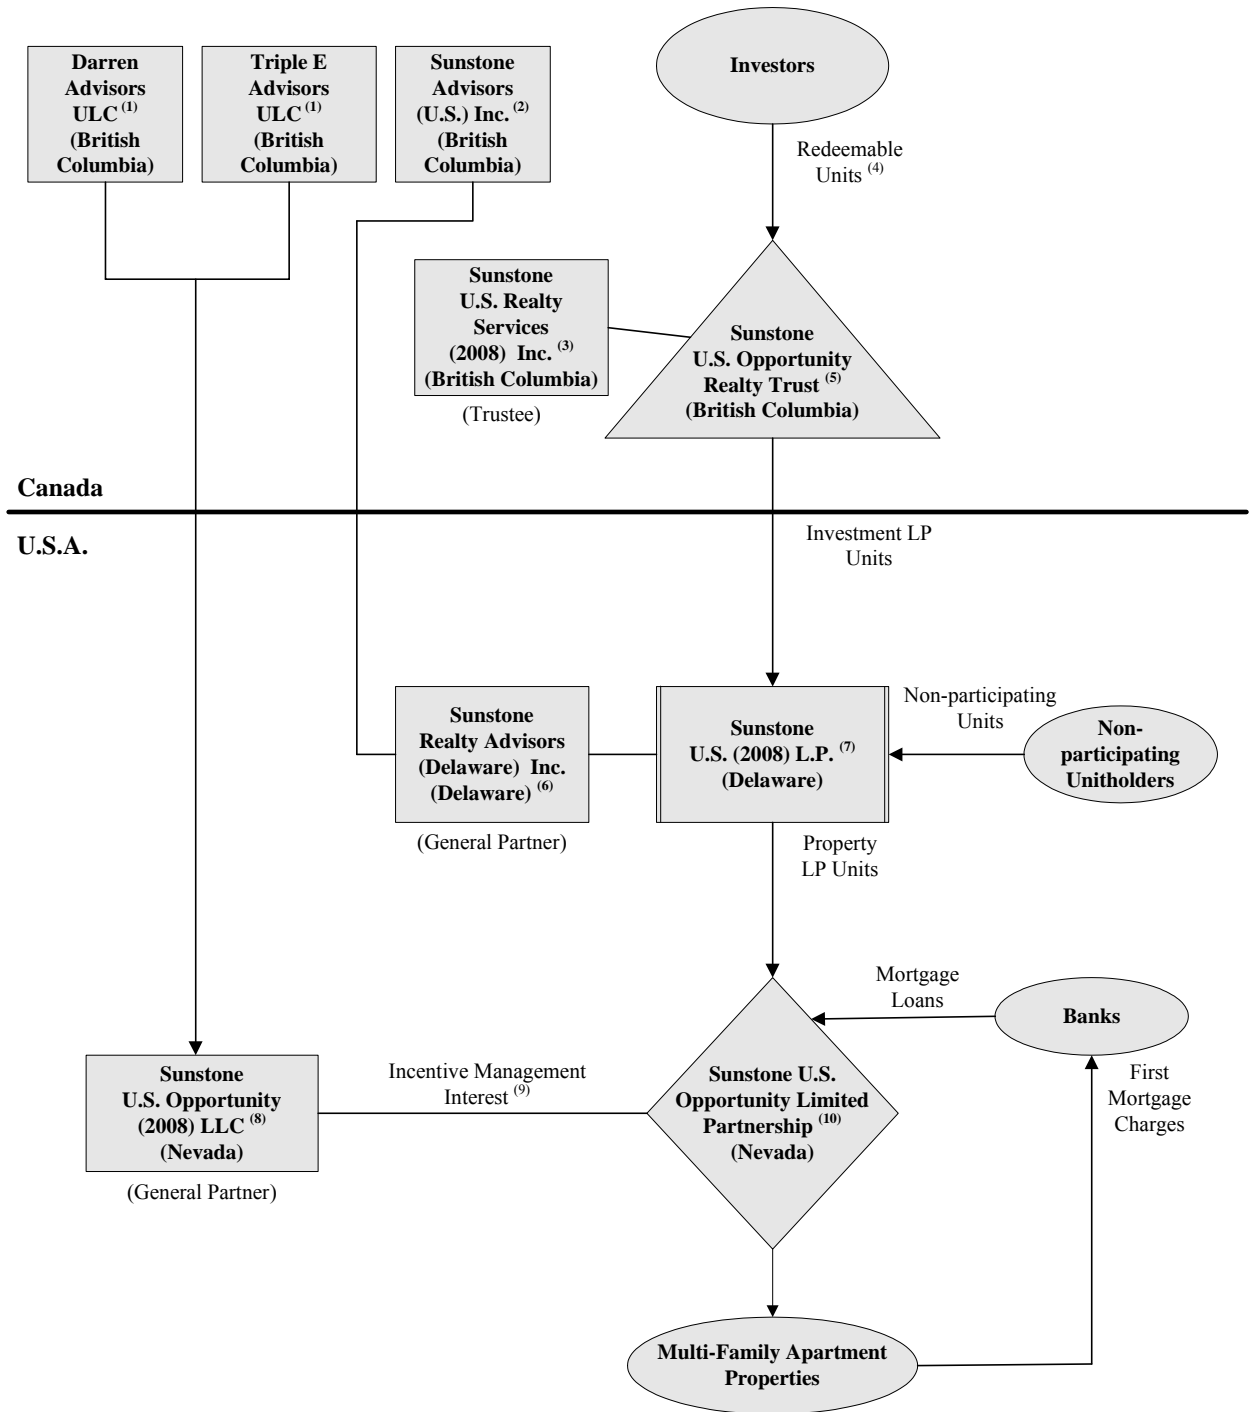 Darren
Advisors
ULC (1)
(British
Columbia)
Triple E
Advisors
ULC (1)
(British
Columbia)
Sunstone
Advisors
(U.S.) Inc. (2)
(British
Columbia)
Investors
Redeemable
Units (4)
Sunstone
U.S. Realty
Services
(2008) Inc. (3)
(British Columbia)
(Trustee)
Sunstone
U.S. Opportunity
Realty Trust (5)
(British Columbia)
Canada
U.S.A.
Investment LP
Units
Sunstone
Realty Advisors
(Delaware) Inc.
(Delaware) (6)
(General Partner)
Sunstone
U.S. (2008) L.P. (7)
(Delaware)
Non-participating
Units
Non-
participating
Unitholders
Property
LP Units
Mortgage
Loans
Banks
Sunstone
U.S. Opportunity
(2008) LLC (8)
(Nevada)
(General Partner)
Incentive Management
Interest (9)
Sunstone U.S.
Opportunity Limited
Partnership (10)
(Nevada)
First
Mortgage
Charges
Multi-Family Apartment
Properties